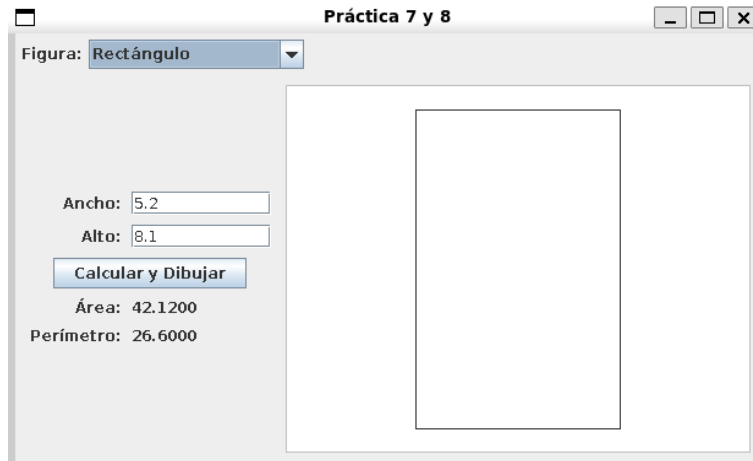 Práctica 7 y 8
Figura: Rectángulo
Ancho: 5.2
Alto: 8.1
Calcular y Dibujar
Área: 42.1200
Perímetro: 26.6000